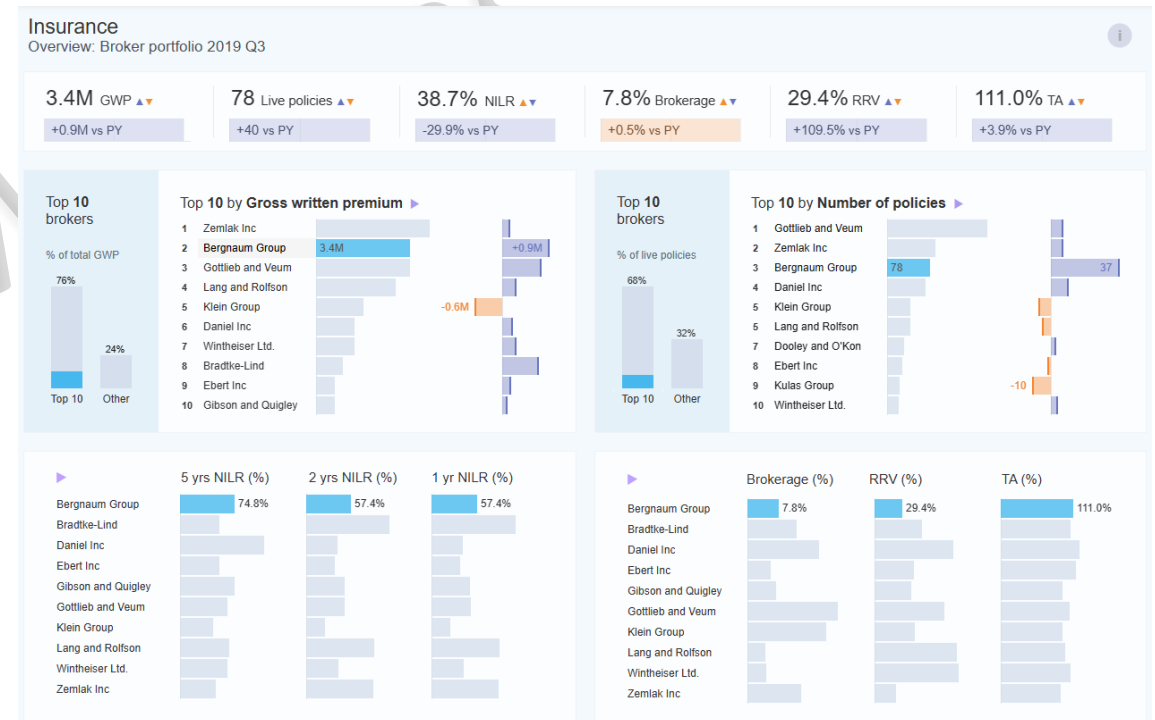 Insurance
Overview: Broker portfolio 2019 Q3
i
3.4M GWP ▲▼
+0.9M vs PY
78 Live policies ▲▼
+40 vs PY
38.7% NILR ▲▼
-29.9% vs PY
7.8% Brokerage ▲▼
+0.5% vs PY
29.4% RRV ▲▼
+109.5% vs PY
111.0% TA ▲▼
+3.9% vs PY
Top 10
brokers
% of total GWP
76%
24%
Top 10 Other
Top 10 by Gross written premium ▶
1 Zemlak Inc
2 Bergnaum Group 3.4M +0.9M
3 Gottlieb and Veum
4 Lang and Rolfson
5 Klein Group -0.6M
6 Daniel Inc
7 Wintheiser Ltd.
8 Bradtke-Lind
9 Ebert Inc
10 Gibson and Quigley
Top 10
brokers
% of live policies
68%
32%
Top 10 Other
Top 10 by Number of policies ▶
1 Gottlieb and Veum
2 Zemlak Inc
3 Bergnaum Group 78 37
4 Daniel Inc
5 Klein Group
5 Lang and Rolfson
7 Dooley and O'Kon
8 Ebert Inc
9 Kulas Group -10
10 Wintheiser Ltd.
▶ 5 yrs NILR (%) 2 yrs NILR (%) 1 yr NILR (%)
Bergnaum Group 74.8% 57.4% 57.4%
Bradtke-Lind
Daniel Inc
Ebert Inc
Gibson and Quigley
Gottlieb and Veum
Klein Group
Lang and Rolfson
Wintheiser Ltd.
Zemlak Inc
▶ Brokerage (%) RRV (%) TA (%)
Bergnaum Group 7.8% 29.4% 111.0%
Bradtke-Lind
Daniel Inc
Ebert Inc
Gibson and Quigley
Gottlieb and Veum
Klein Group
Lang and Rolfson
Wintheiser Ltd.
Zemlak Inc